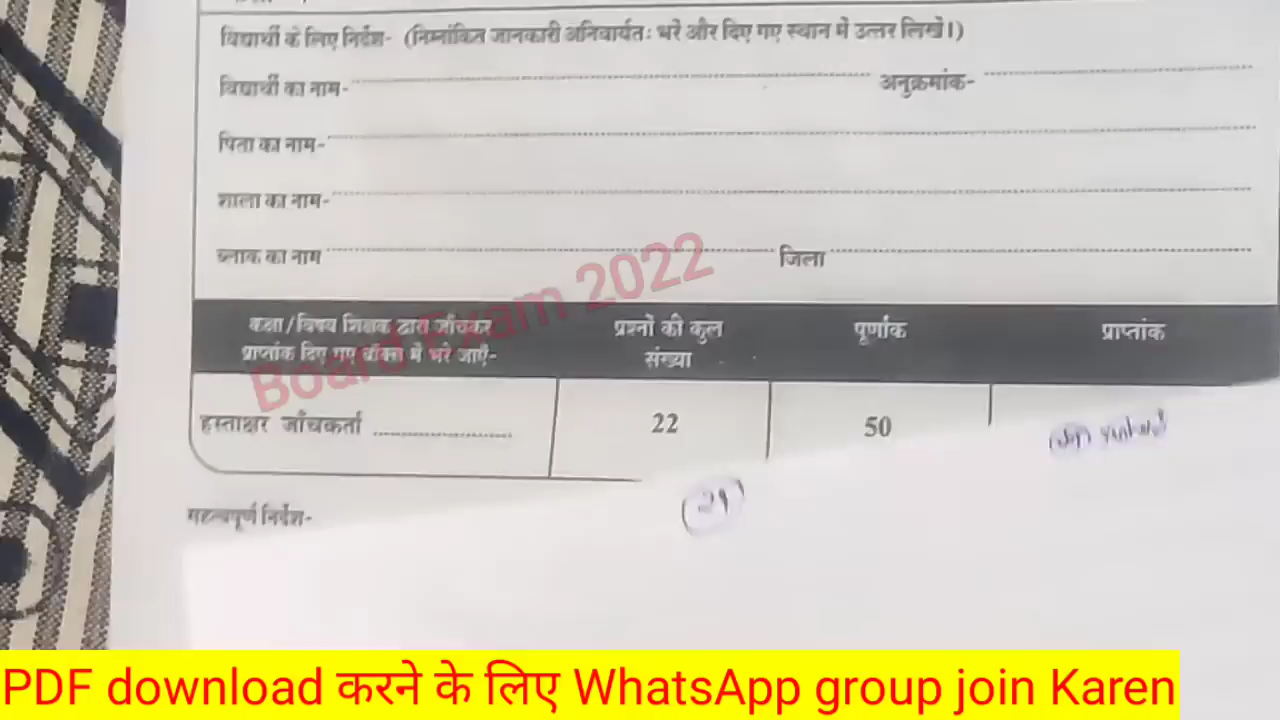 विद्यार्थी के लिए निर्देश- (निम्नांकित जानकारी अनिवार्यतः भरे और दिए गए स्थान में उत्तर लिखें।)
विद्यार्थी का नाम- अनुक्रमांक-
पिता का नाम-
शाला का नाम-
ब्लाक का नाम जिला
कक्षा/विषय शिक्षक द्वारा जाँचकर
प्राप्तांक दिए गए बॉक्स में भरे जाएँ-
प्रश्नों की कुल
संख्या
पूर्णांक
प्राप्तांक
हस्ताक्षर जाँचकर्ता
22
50
21
महत्वपूर्ण निर्देश-
Board Exam 2022
PDF download करने के लिए WhatsApp group join Karen